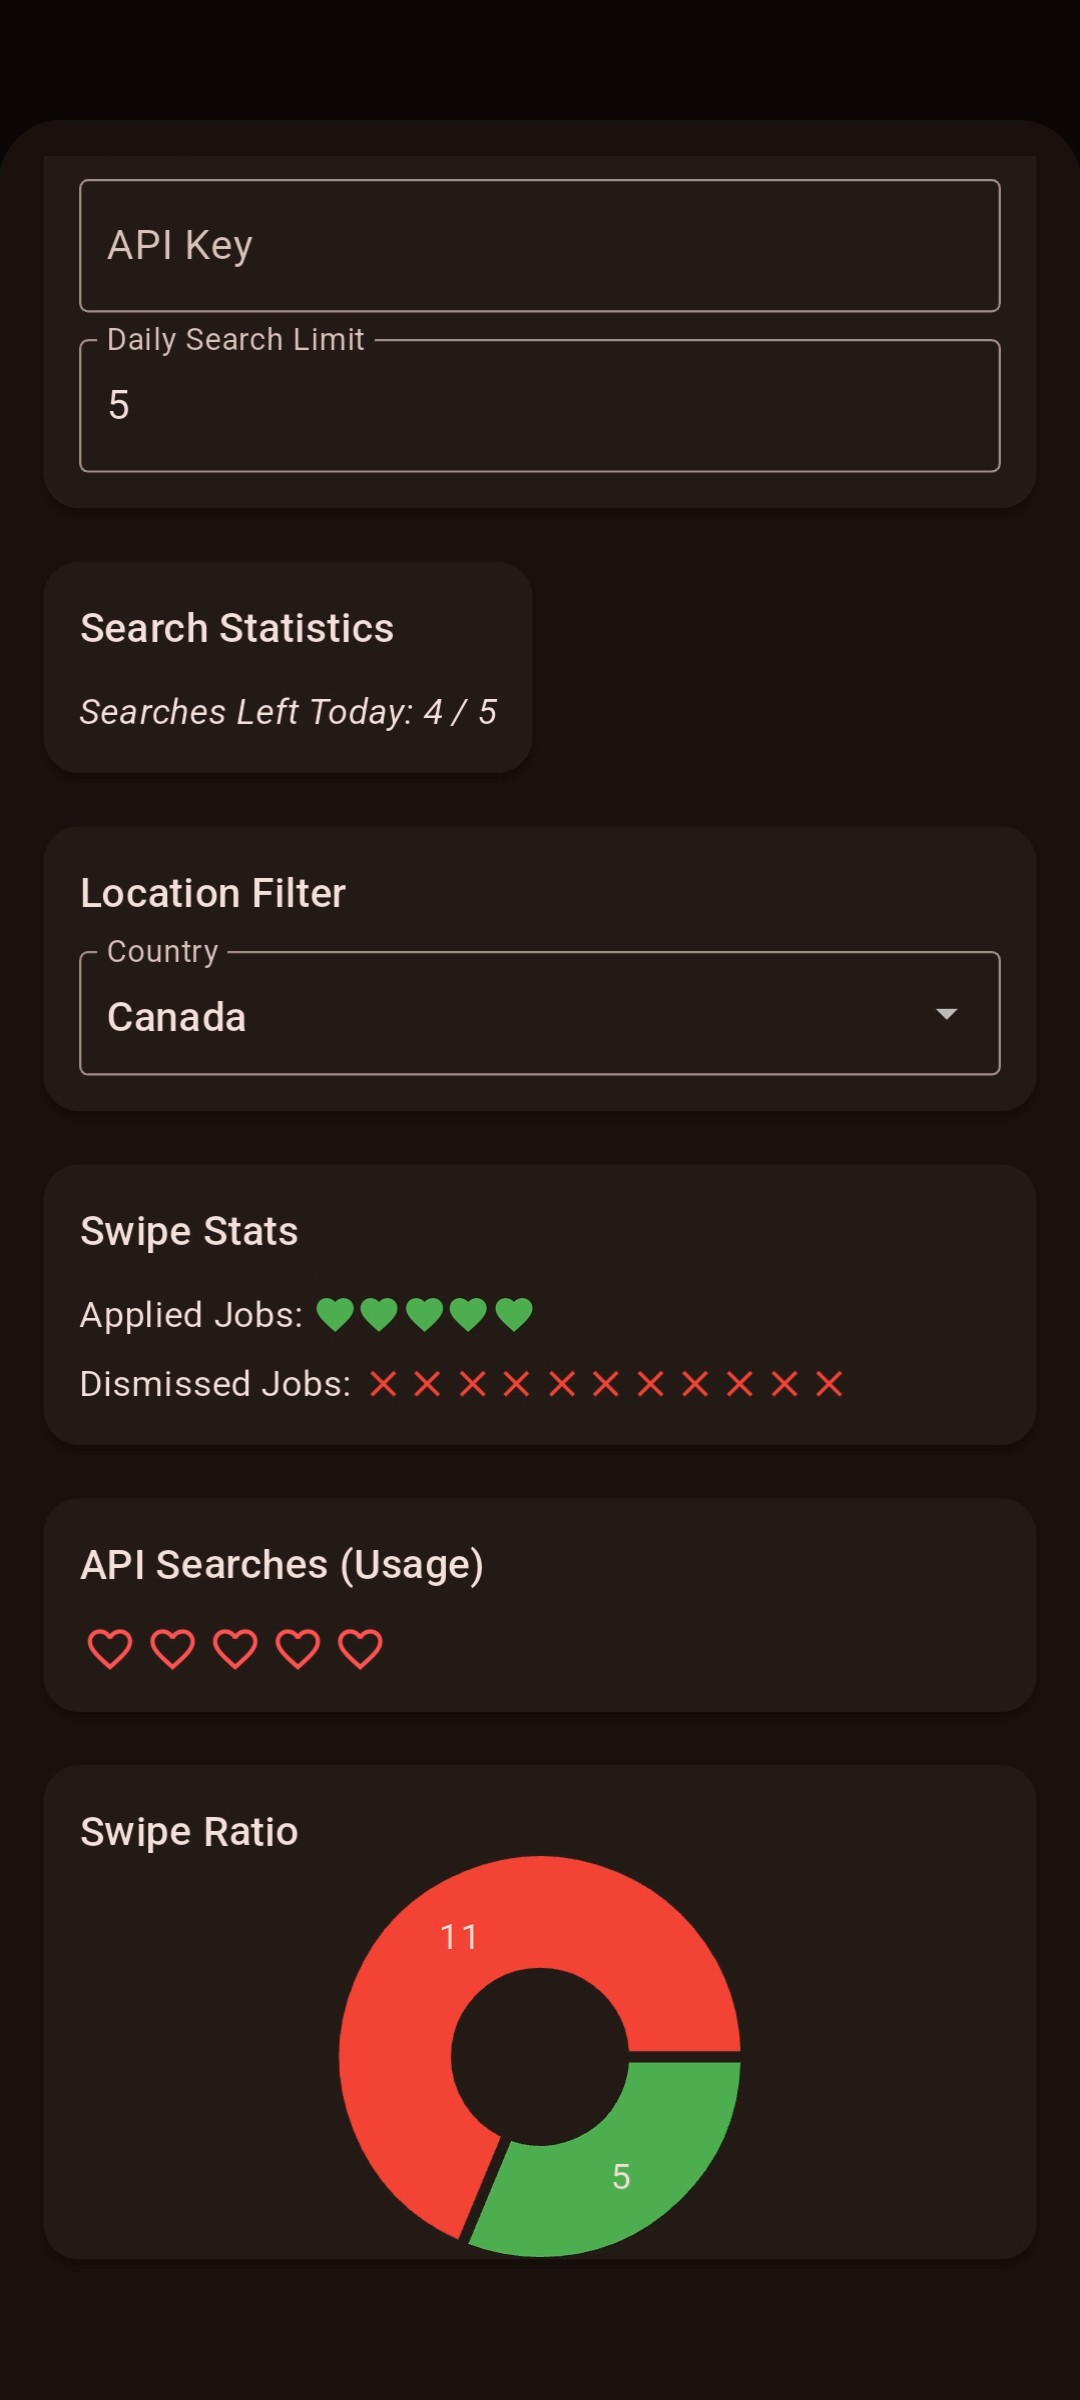 API Key
Daily Search Limit
5
Search Statistics
Searches Left Today: 4 / 5
Location Filter
Country
Canada
Swipe Stats
Applied Jobs:
Dismissed Jobs:
API Searches (Usage)
Swipe Ratio
11
5